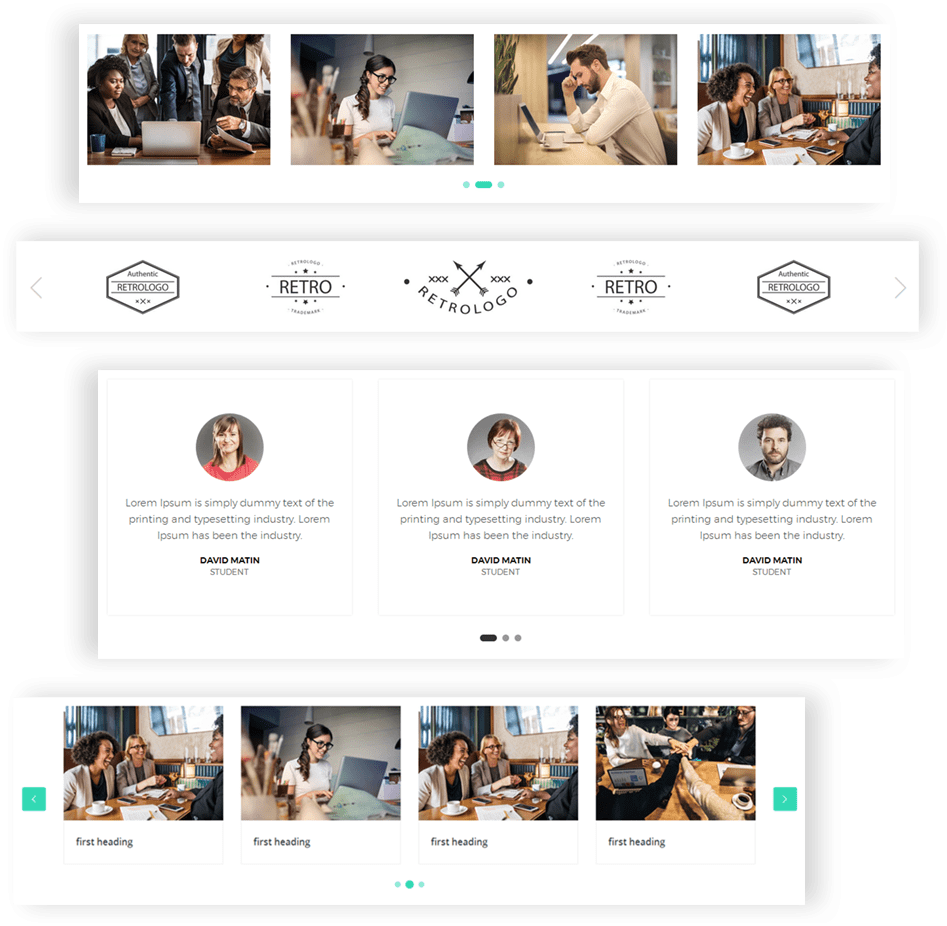 Authentic
RETROLOGO
· RETROLOGO ·
RETRO
· TRADEMARK ·
XXX XXX
RETROLOGO
· RETROLOGO ·
RETRO
· TRADEMARK ·
Authentic
RETROLOGO
Lorem Ipsum is simply dummy text of the
printing and typesetting industry. Lorem
Ipsum has been the industry.
DAVID MATIN
STUDENT
Lorem Ipsum is simply dummy text of the
printing and typesetting industry. Lorem
Ipsum has been the industry.
DAVID MATIN
STUDENT
Lorem Ipsum is simply dummy text of the
printing and typesetting industry. Lorem
Ipsum has been the industry.
DAVID MATIN
STUDENT
first heading
first heading
first heading
first heading